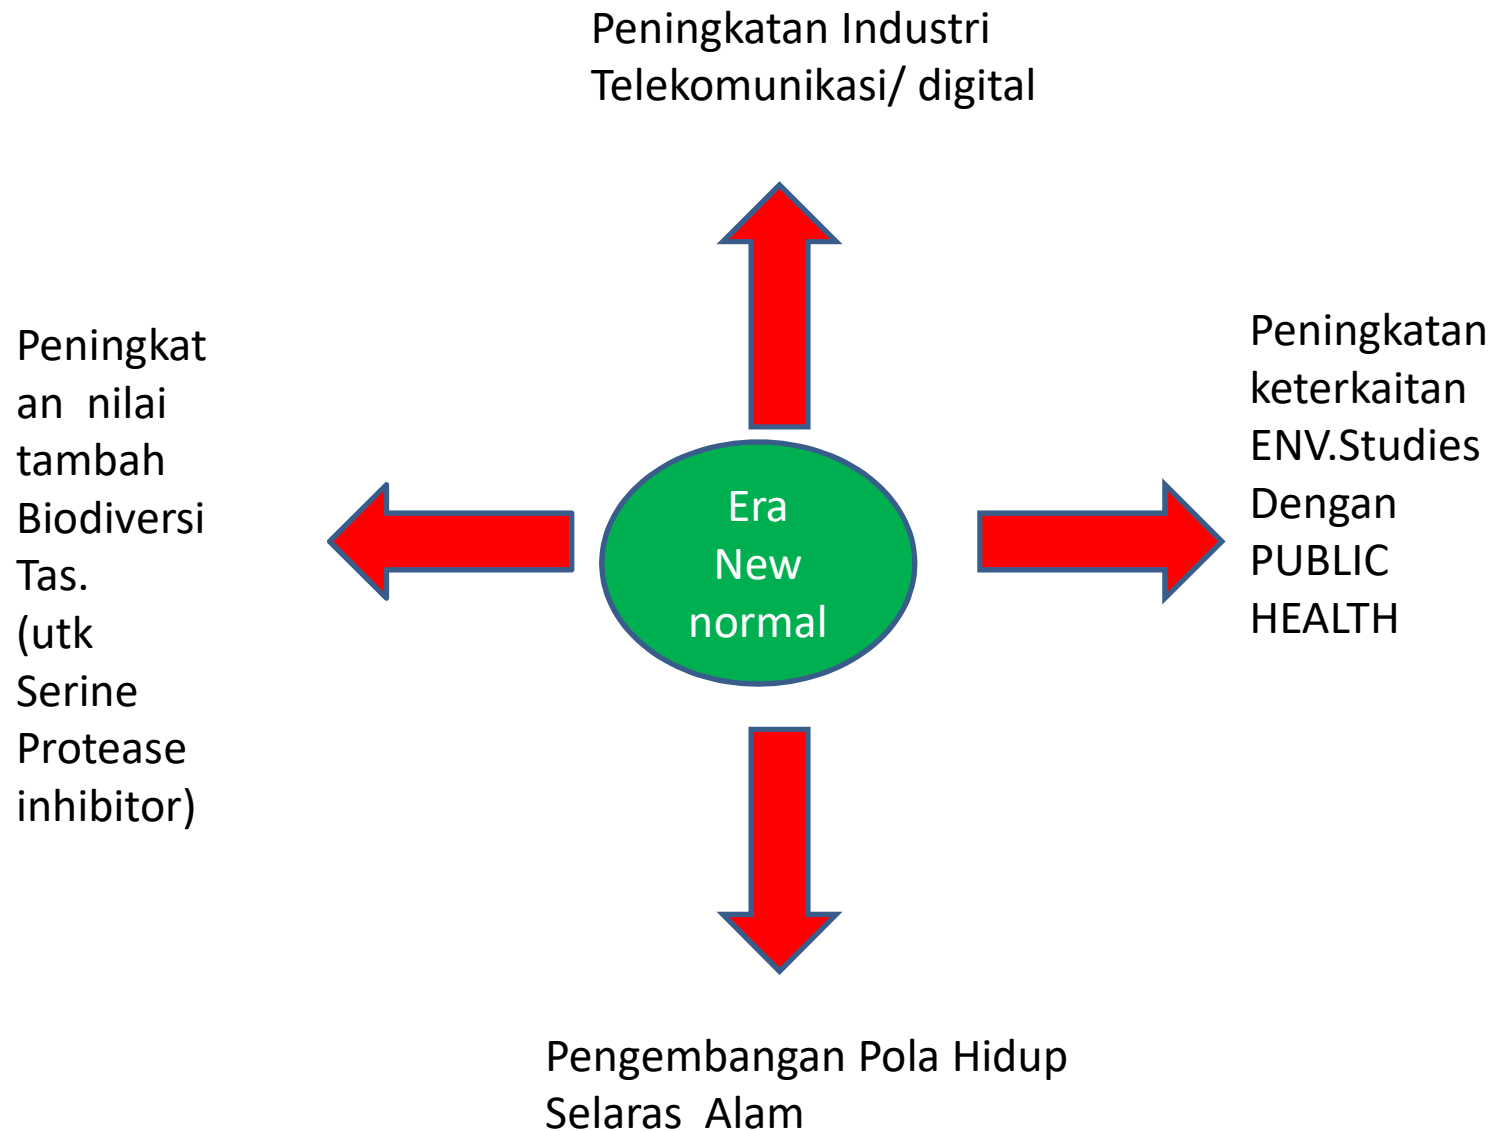 Peningkatan Industri
Telekomunikasi/ digital
Peningkat
an  nilai
tambah
Biodiversi
Tas.
(utk
Serine
Protease
inhibitor)
Era
New
normal
Peningkatan
keterkaitan
ENV.Studies
Dengan
PUBLIC
HEALTH
Pengembangan Pola Hidup
Selaras  Alam